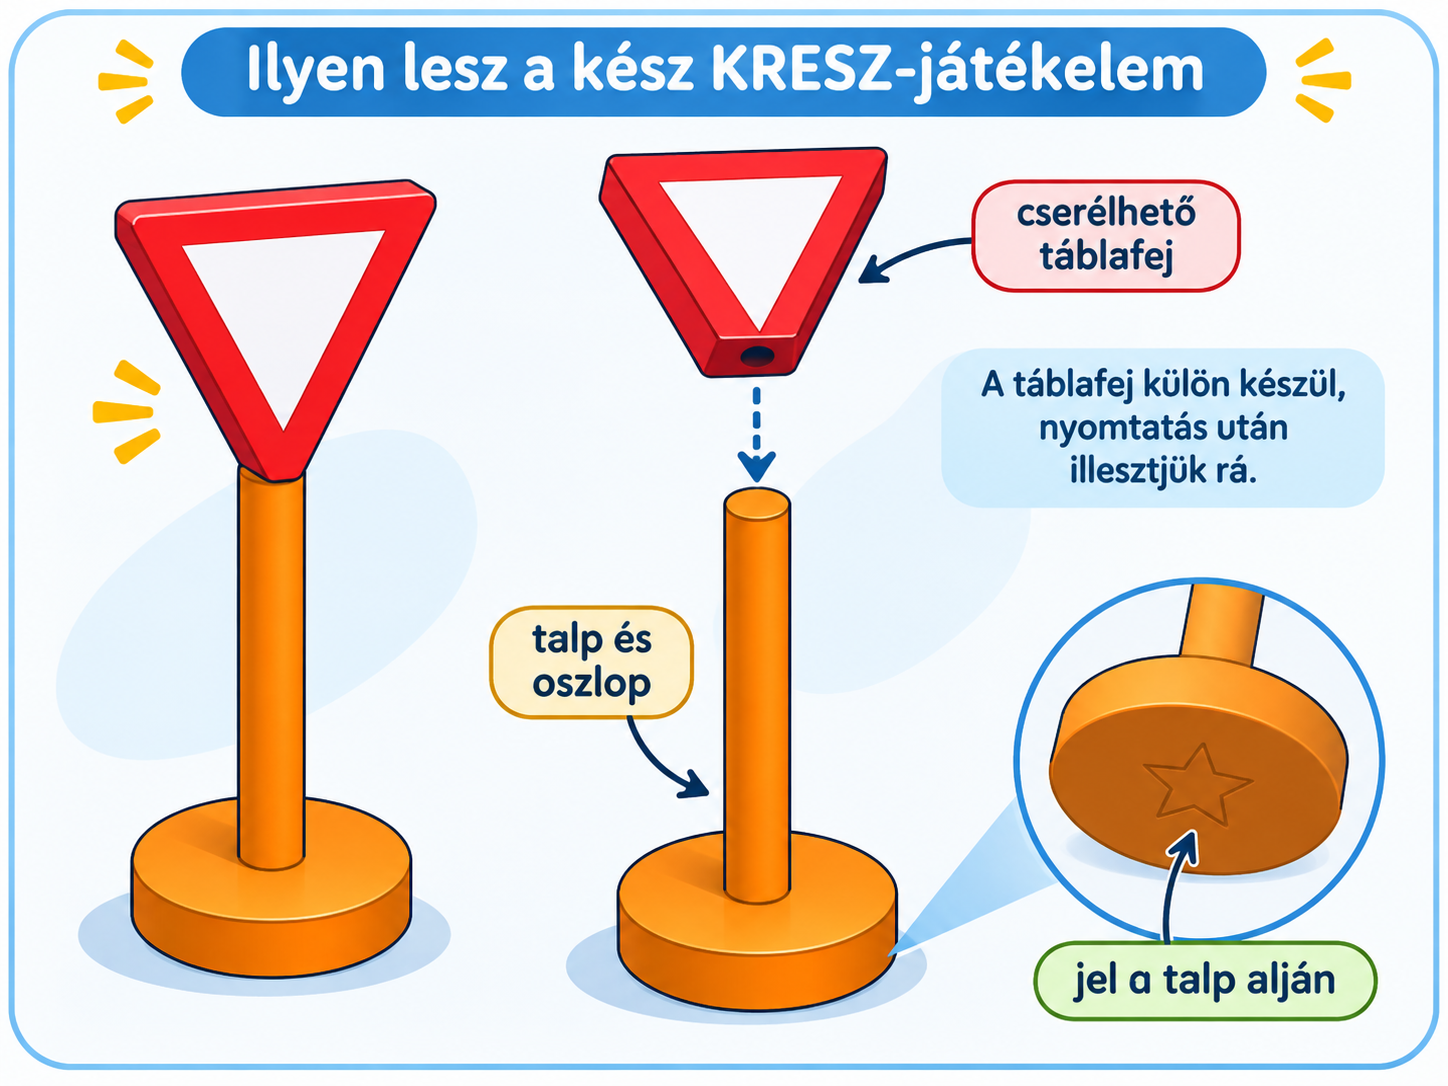 Ilyen lesz a kész KRESZ-játékelem
cserélhető
táblafej
A táblafej külön készül,
nyomtatás után
illesztjük rá.
talp és
oszlop
jel a talp alján